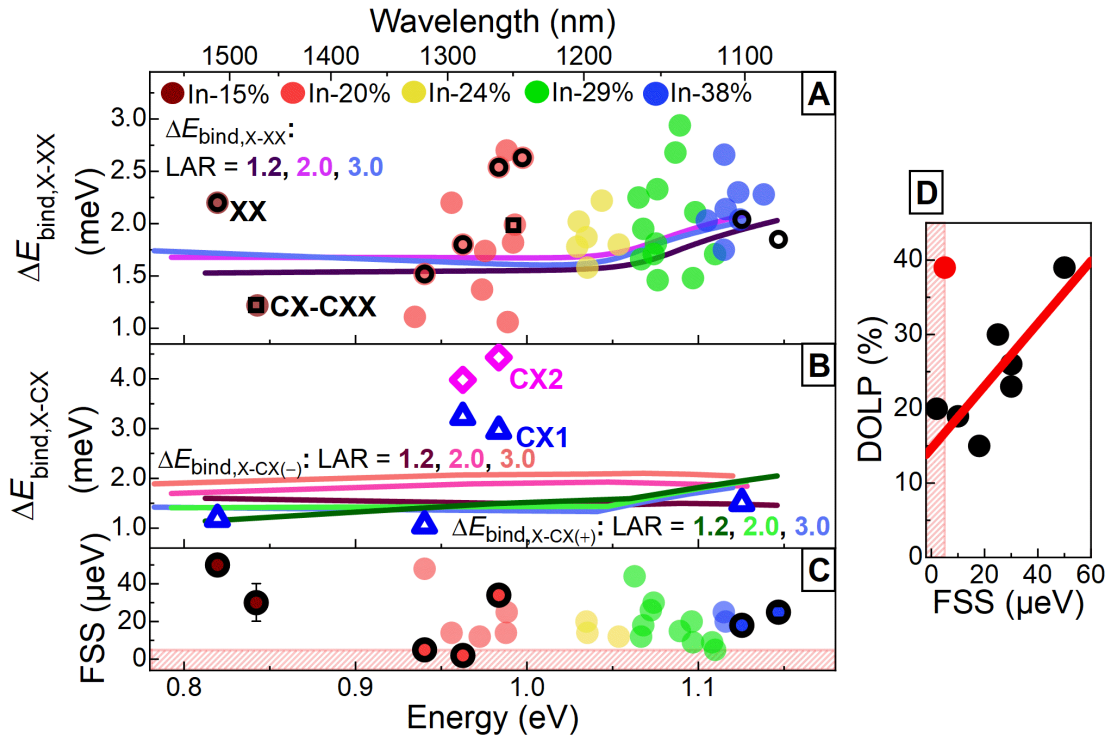 Wavelength (nm)
1500 1400 1300 1200 1100
In-15% In-20% In-24% In-29% In-38%
A
ΔEbind,X-XX:
LAR = 1.2, 2.0, 3.0
XX
CX-CXX
3.0
2.5
2.0
1.5
1.0
ΔEbind,X-XX
(meV)
B
CX2
CX1
ΔEbind,X-CX(−): LAR = 1.2, 2.0, 3.0
ΔEbind,X-CX(+): LAR = 1.2, 2.0, 3.0
4.0
3.0
2.0
1.0
ΔEbind,X-CX
(meV)
C
40
20
0
FSS (µeV)
0.8 0.9 1.0 1.1
Energy (eV)
D
40
30
20
10
0
DOLP (%)
0 20 40 60
FSS (µeV)